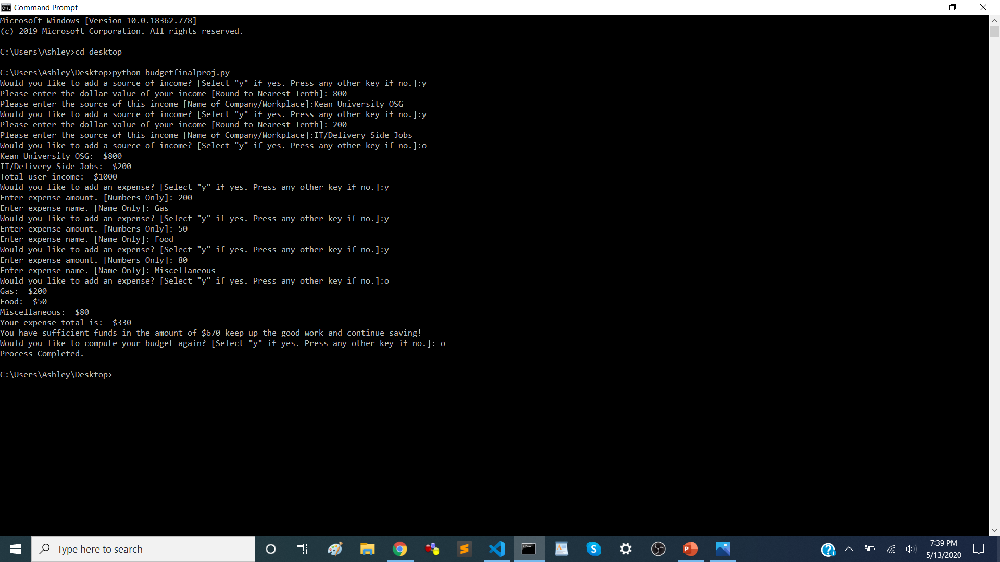 Command Prompt
Microsoft Windows [Version 10.0.18362.778]
(c) 2019 Microsoft Corporation. All rights reserved.
C:\Users\Ashley>cd desktop
C:\Users\Ashley\Desktop>python budgetfinalproj.py
Would you like to add a source of income? [Select "y" if yes. Press any other key if no.]:y
Please enter the dollar value of your income [Round to Nearest Tenth]: 800
Please enter the source of this income [Name of Company/Workplace]:Kean University OSG
Would you like to add a source of income? [Select "y" if yes. Press any other key if no.]:y
Please enter the dollar value of your income [Round to Nearest Tenth]: 200
Please enter the source of this income [Name of Company/Workplace]:IT/Delivery Side Jobs
Would you like to add a source of income? [Select "y" if yes. Press any other key if no.]:o
Kean University OSG:  $800
IT/Delivery Side Jobs:  $200
Total user income:  $1000
Would you like to add an expense? [Select "y" if yes. Press any other key if no.]:y
Enter expense amount. [Numbers Only]: 200
Enter expense name. [Name Only]: Gas
Would you like to add an expense? [Select "y" if yes. Press any other key if no.]:y
Enter expense amount. [Numbers Only]: 50
Enter expense name. [Name Only]: Food
Would you like to add an expense? [Select "y" if yes. Press any other key if no.]:y
Enter expense amount. [Numbers Only]: 80
Enter expense name. [Name Only]: Miscellaneous
Would you like to add an expense? [Select "y" if yes. Press any other key if no.]:o
Gas:  $200
Food:  $50
Miscellaneous:  $80
Your expense total is:  $330
You have sufficient funds in the amount of $670 keep up the good work and continue saving!
Would you like to compute your budget again? [Select "y" if yes. Press any other key if no.]: o
Process Completed.
C:\Users\Ashley\Desktop>
Type here to search
7:39 PM
5/13/2020